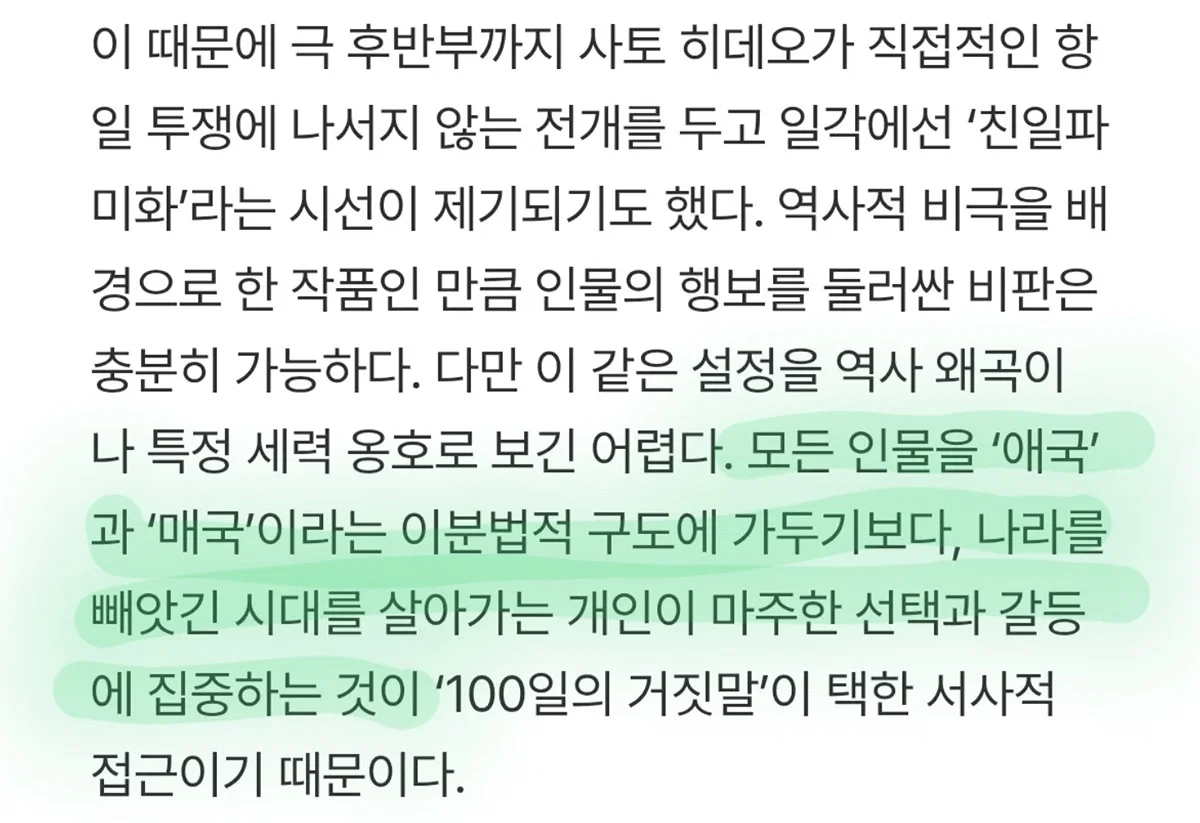 이 때문에 극 후반부까지 사토 히데오가 직접적인 항
일 투쟁에 나서지 않는 전개를 두고 일각에선 ‘친일파
미화’라는 시선이 제기되기도 했다. 역사적 비극을 배
경으로 한 작품인 만큼 인물의 행보를 둘러싼 비판은
충분히 가능하다. 다만 이 같은 설정을 역사 왜곡이
나 특정 세력 옹호로 보긴 어렵다. 모든 인물을 ‘애국’
과 ‘매국’이라는 이분법적 구도에 가두기보다, 나라를
빼앗긴 시대를 살아가는 개인이 마주한 선택과 갈등
에 집중하는 것이 ‘100일의 거짓말’이 택한 서사적
접근이기 때문이다.